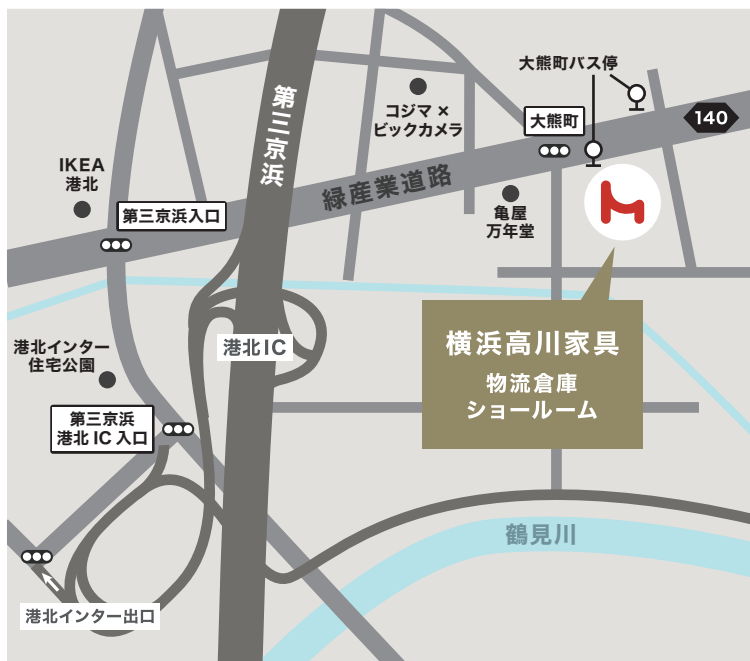 大熊町バス停
第三京浜
コジマ ×
ビックカメラ
大熊町
140
IKEA
港北
緑産業道路
第三京浜入口
亀屋
万年堂
港北インター
住宅公園
港北IC
横浜高川家具
物流倉庫
ショールーム
第三京浜
港北 IC 入口
鶴見川
港北インター出口